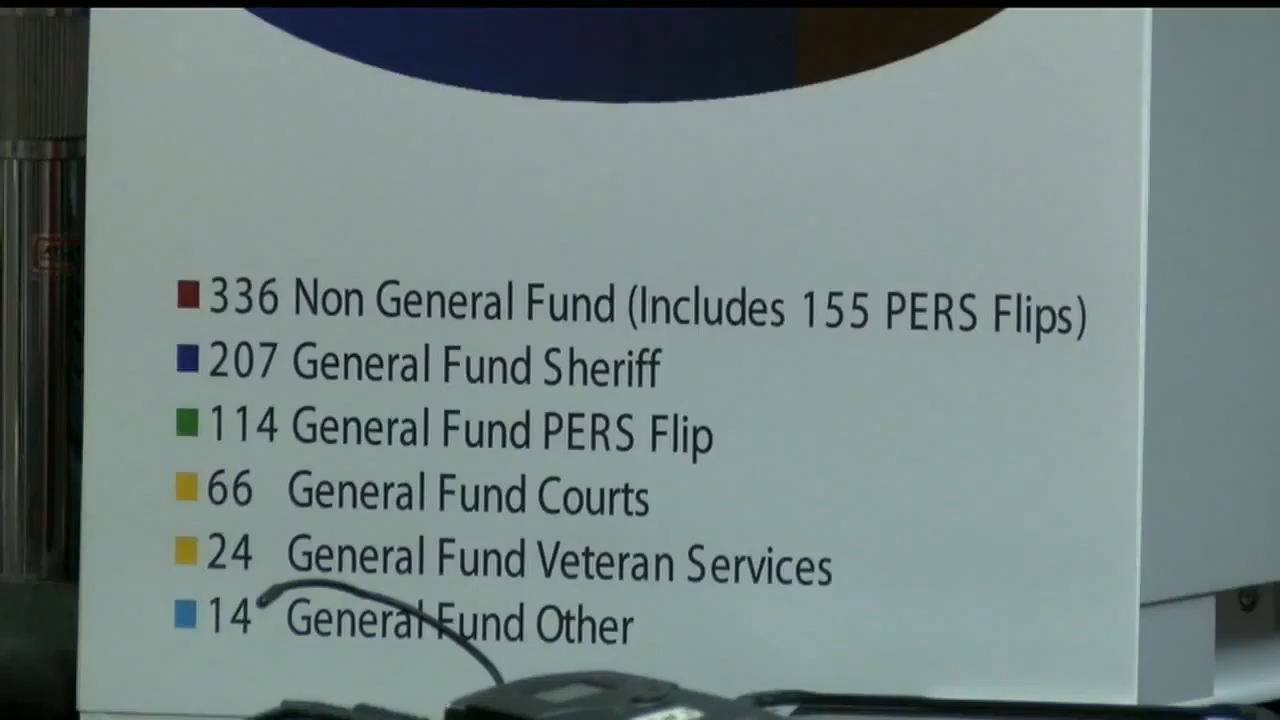 336 Non General Fund (Includes 155 PERS Flips)
207 General Fund Sheriff
114 General Fund PERS Flip
66 General Fund Courts
24 General Fund Veteran Services
14 General Fund Other